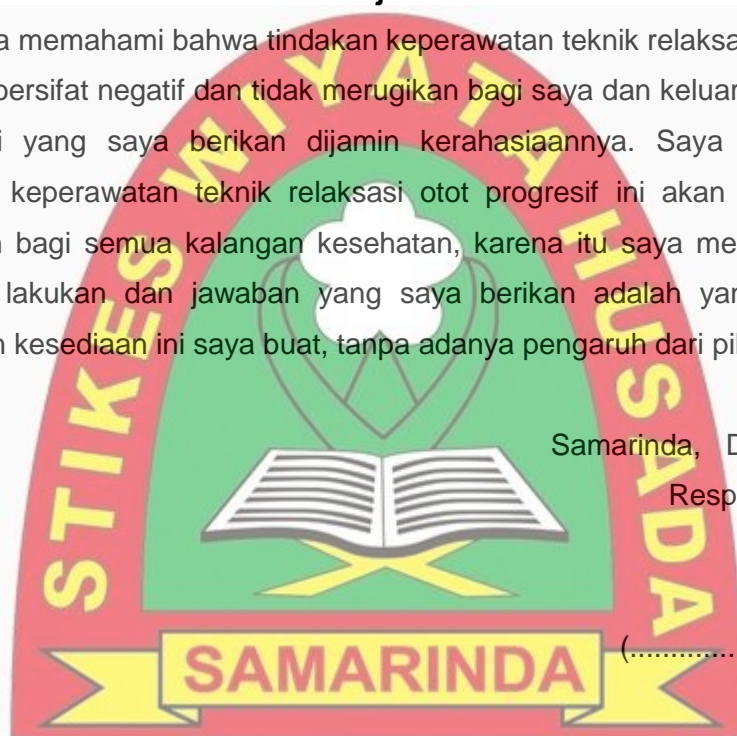 a memahami bahwa tindakan keperawatan teknik relaksa
bersifat negatif dan tidak merugikan bagi saya dan keluar
i yang saya berikan dijamin kerahasiaannya. Saya
keperawatan teknik relaksasi otot progresif ini akan
bagi semua kalangan kesehatan, karena itu saya me
lakukan dan jawaban yang saya berikan adalah yan
n kesediaan ini saya buat, tanpa adanya pengaruh dari pih
Samarinda, D
Resp
(.............
STIKES WIYATA HUSADA
SAMARINDA